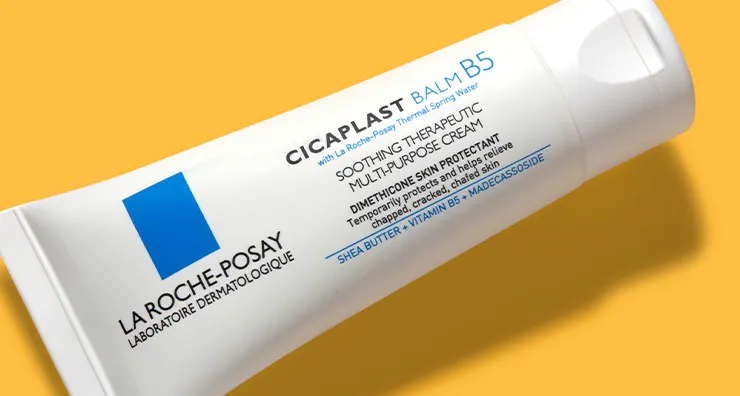 CICAPLAST BALM B5
with La Roche-Posay Thermal Spring Water
SOOTHING THERAPEUTIC
MULTI-PURPOSE CREAM
DIMETHICONE SKIN PROTECTANT
Temporarily protects and helps relieve
chapped, cracked, chafed skin
SHEA BUTTER + VITAMIN B5 + MADECASSOSIDE
LA ROCHE-POSAY
LABORATOIRE DERMATOLOGIQUE